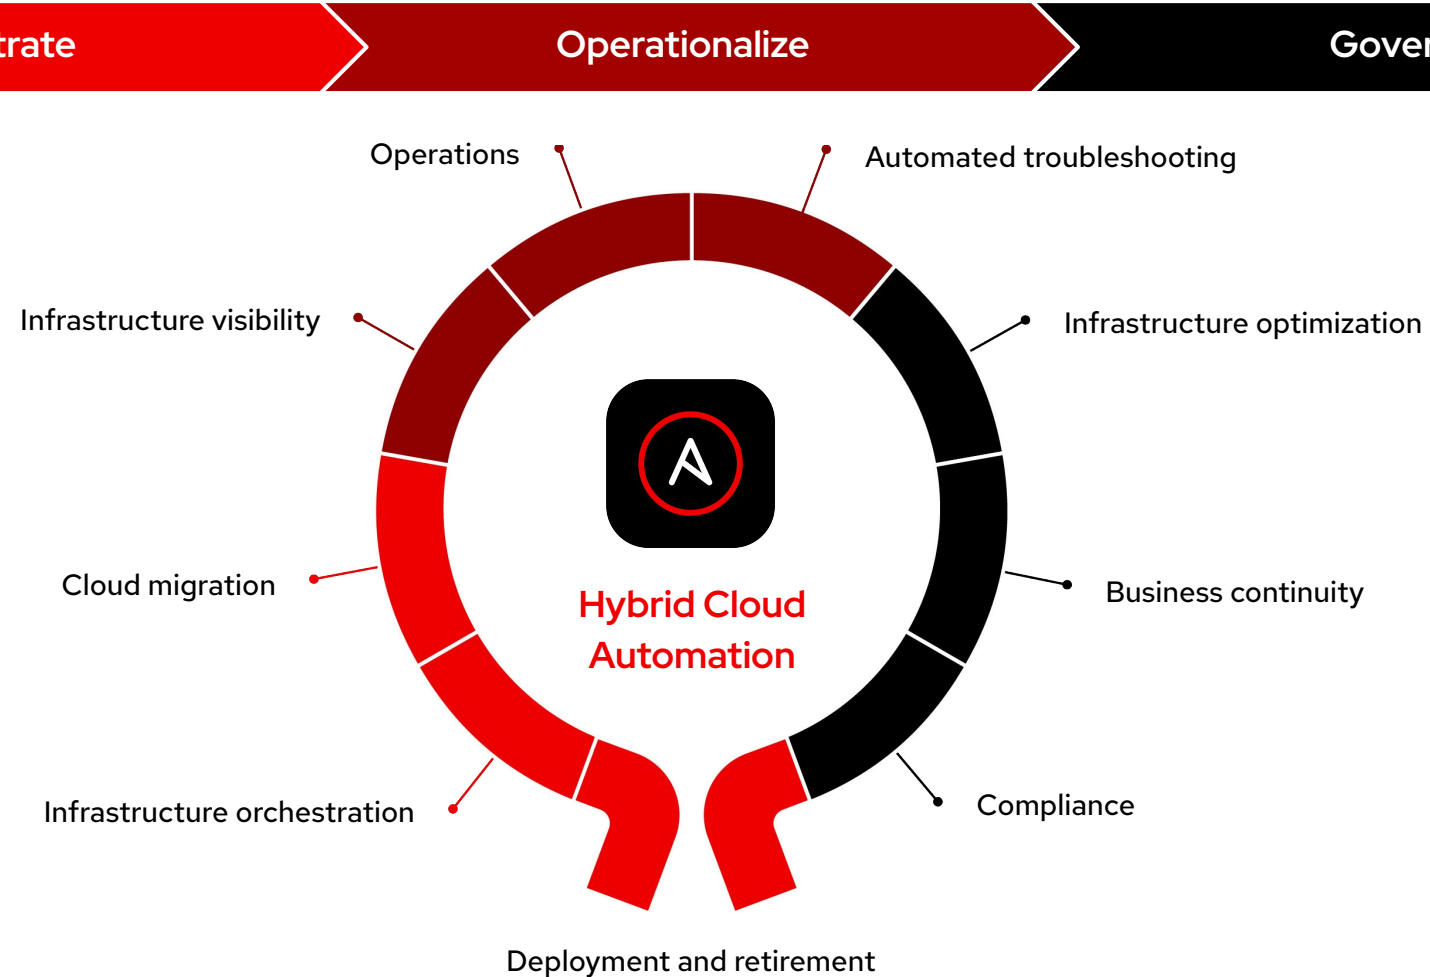 trate
Operationalize
Gover
Operations
Automated troubleshooting
Infrastructure visibility
Infrastructure optimization
Cloud migration
Hybrid Cloud
Automation
Business continuity
Infrastructure orchestration
Compliance
Deployment and retirement